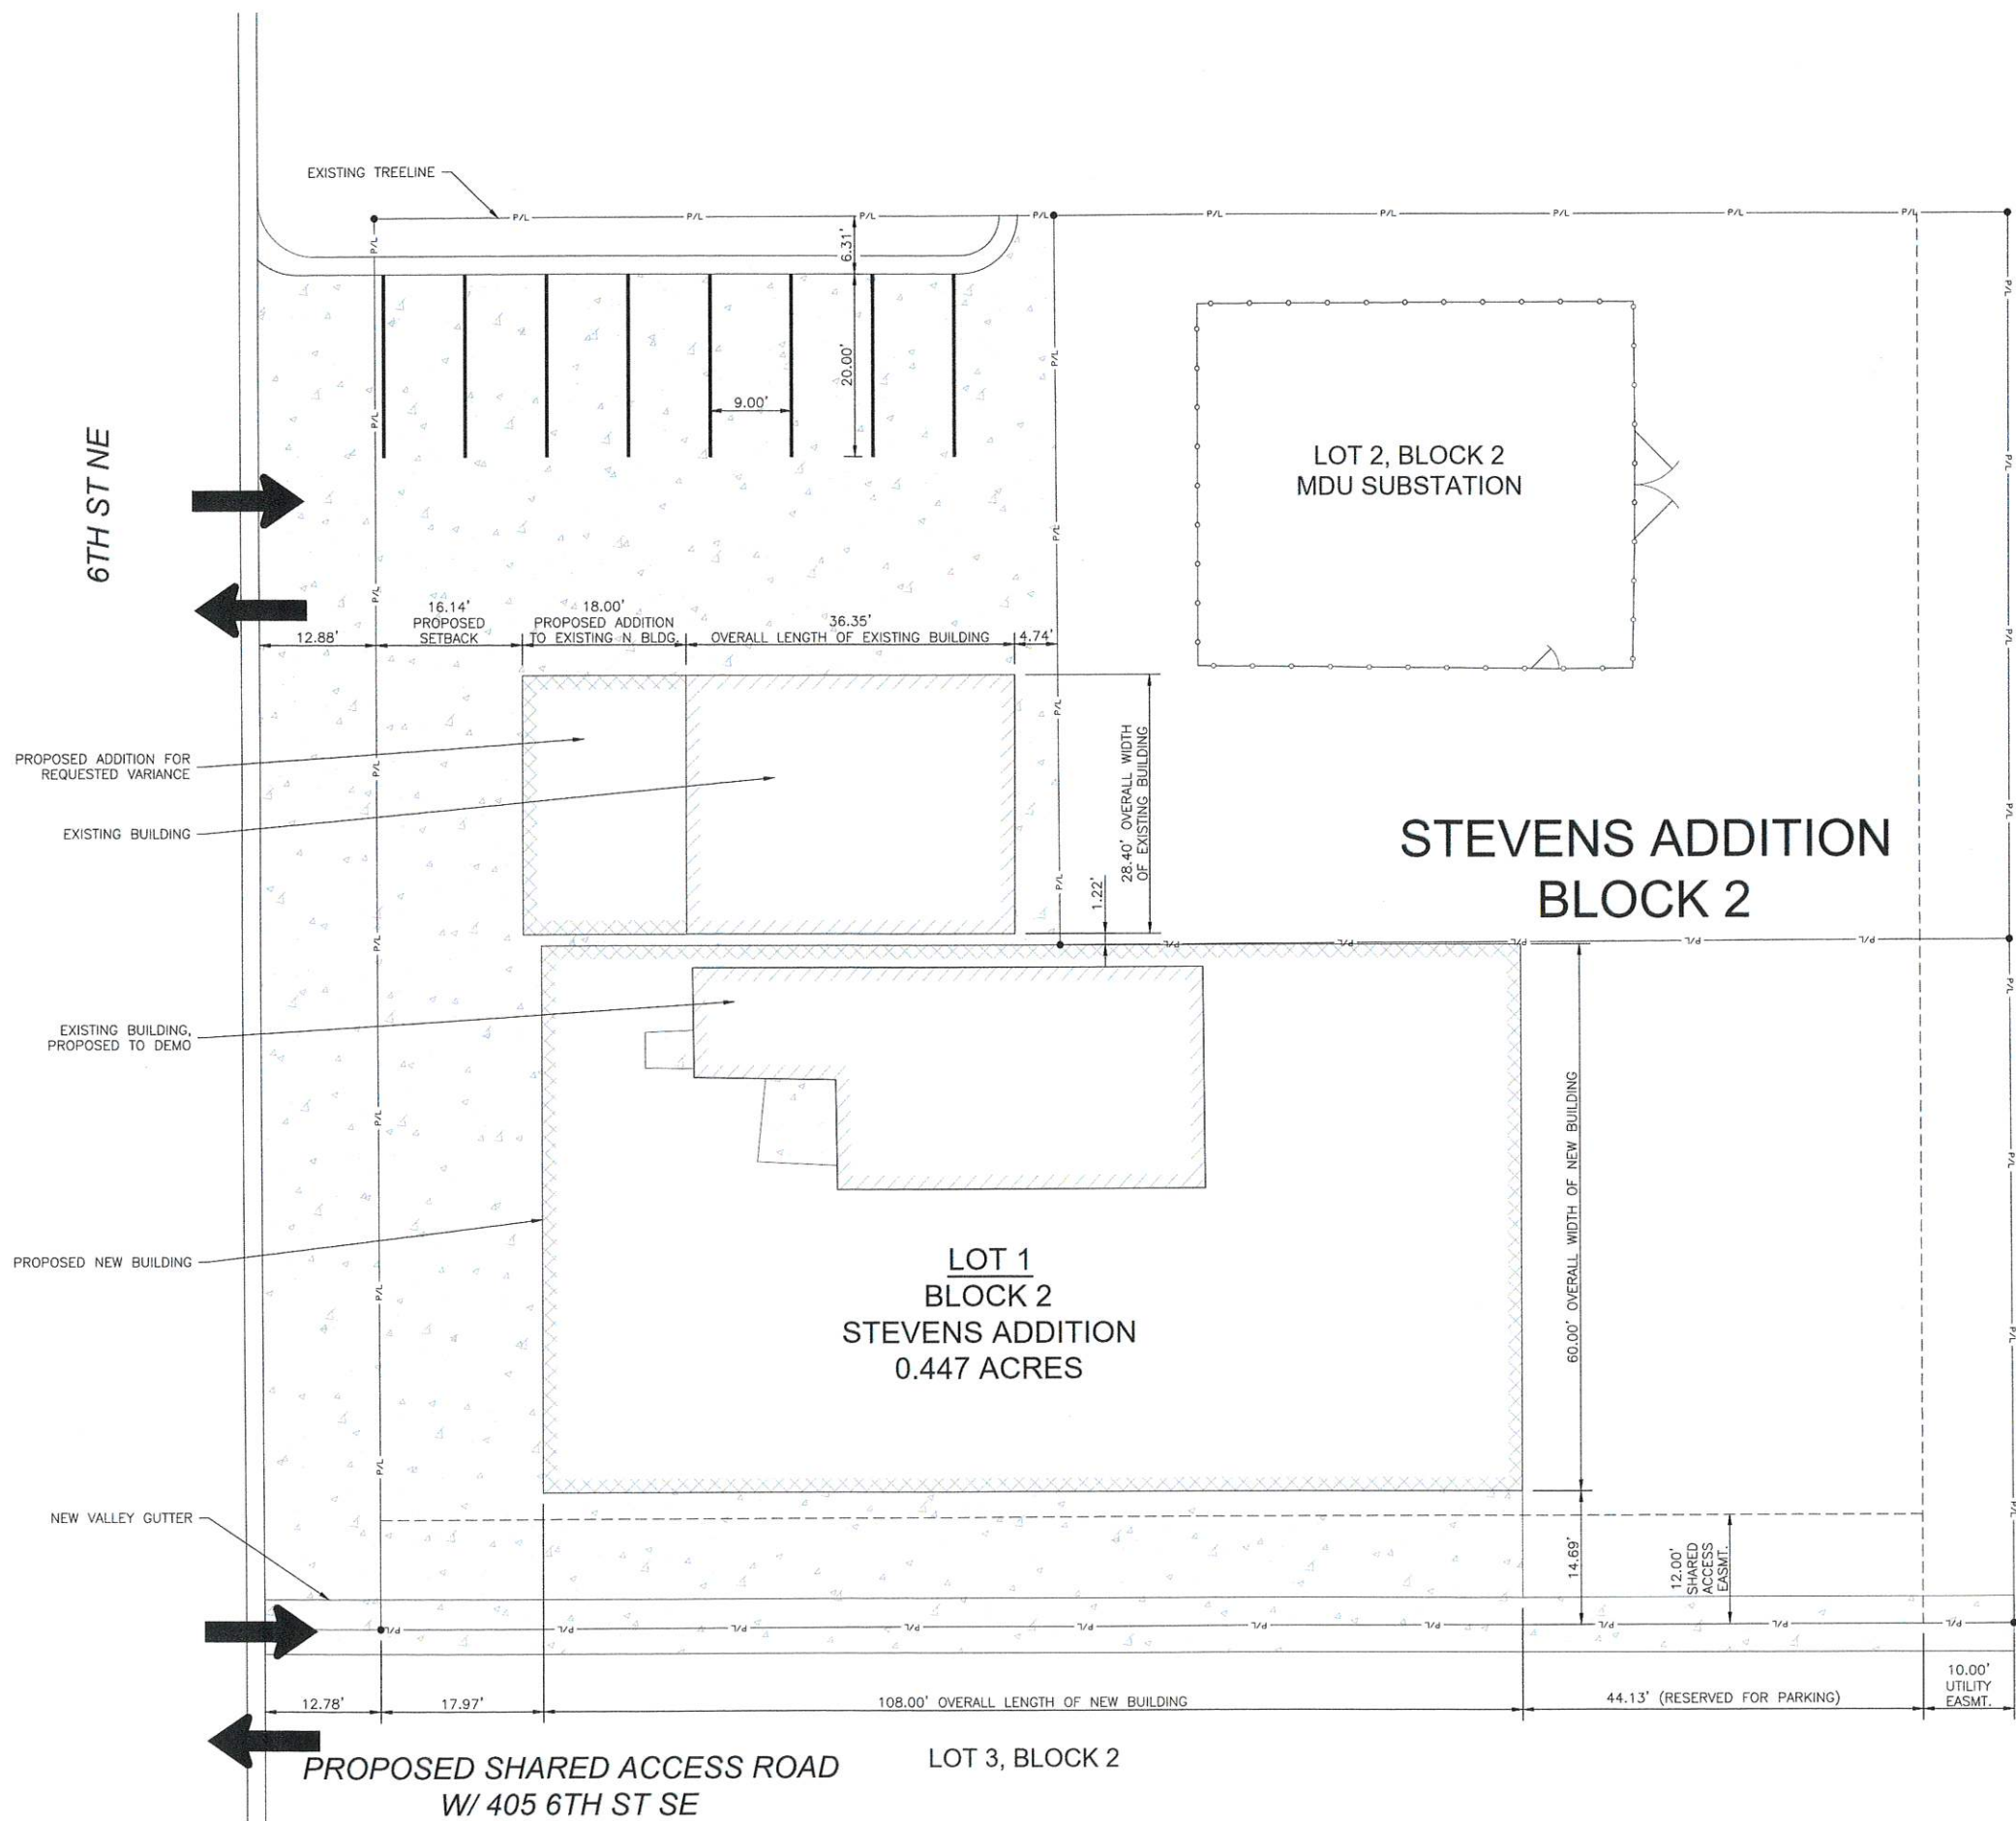 EXISTING TREELINE
P/L P/L P/L P/L P/L P/L P/L P/L P/L
P/L
6.31'
P/L
P/L
20.00'
9.00'
P/L
P/L
6TH ST NE
LOT 2, BLOCK 2
MDU SUBSTATION
P/L
P/L
P/L
16.14'
PROPOSED
SETBACK
18.00'
PROPOSED ADDITION
TO EXISTING N BLDG.
36.35'
OVERALL LENGTH OF EXISTING BUILDING
12.88'
4.74'
P/L
P/L
28.40' OVERALL WIDTH
OF EXISTING BUILDING
PROPOSED ADDITION FOR
REQUESTED VARIANCE
P/L
P/L
EXISTING BUILDING
STEVENS ADDITION
BLOCK 2
1.22'
P/L
P/L
P/L P/L P/L P/L P/L
P/L
EXISTING BUILDING,
PROPOSED TO DEMO
P/L
P/L
60.00' OVERALL WIDTH OF NEW BUILDING
PROPOSED NEW BUILDING
LOT 1
BLOCK 2
STEVENS ADDITION
0.447 ACRES
P/L
P/L
P/L
P/L
NEW VALLEY GUTTER
14.69'
12.00'
SHARED
ACCESS
EASMT.
P/L P/L P/L P/L P/L P/L P/L P/L P/L P/L
12.78'
17.97'
108.00' OVERALL LENGTH OF NEW BUILDING
44.13' (RESERVED FOR PARKING)
10.00'
UTILITY
EASMT.
PROPOSED SHARED ACCESS ROAD
W/ 405 6TH ST SE
LOT 3, BLOCK 2